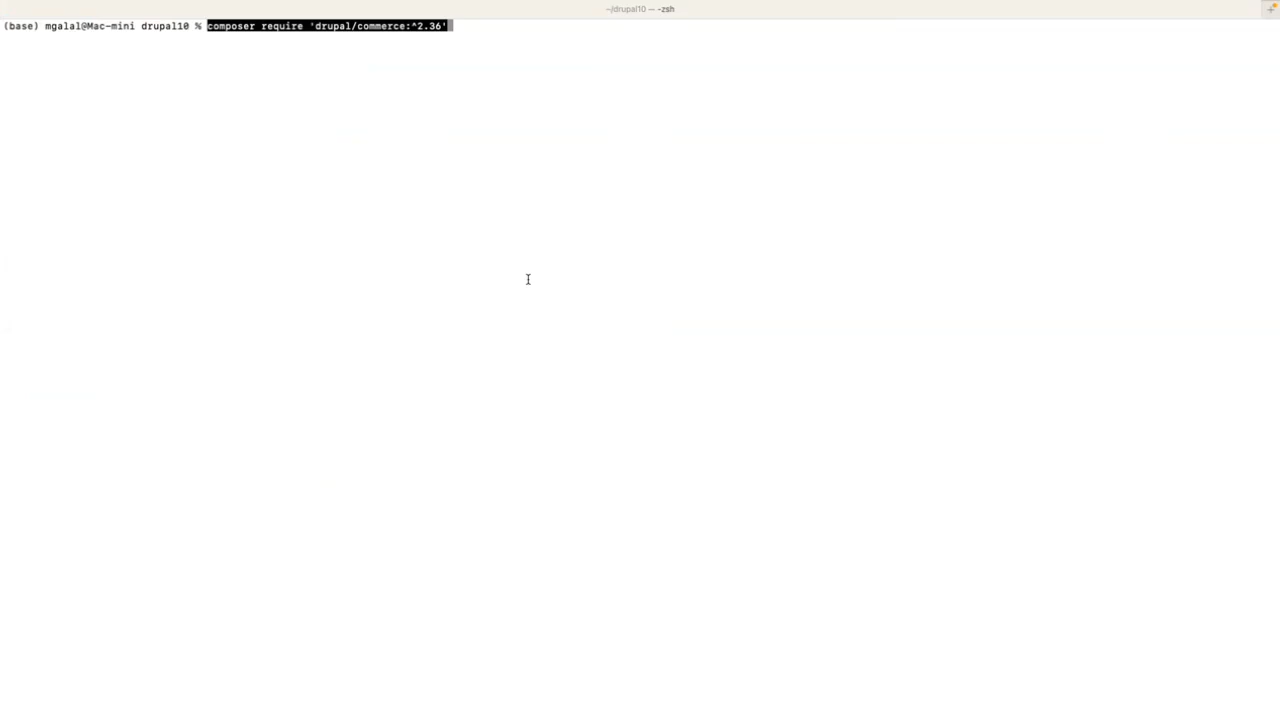 ~/drupal10 — -zsh
(base) mgalal@Mac-mini drupal10 % composer require 'drupal/commerce:^2.36'